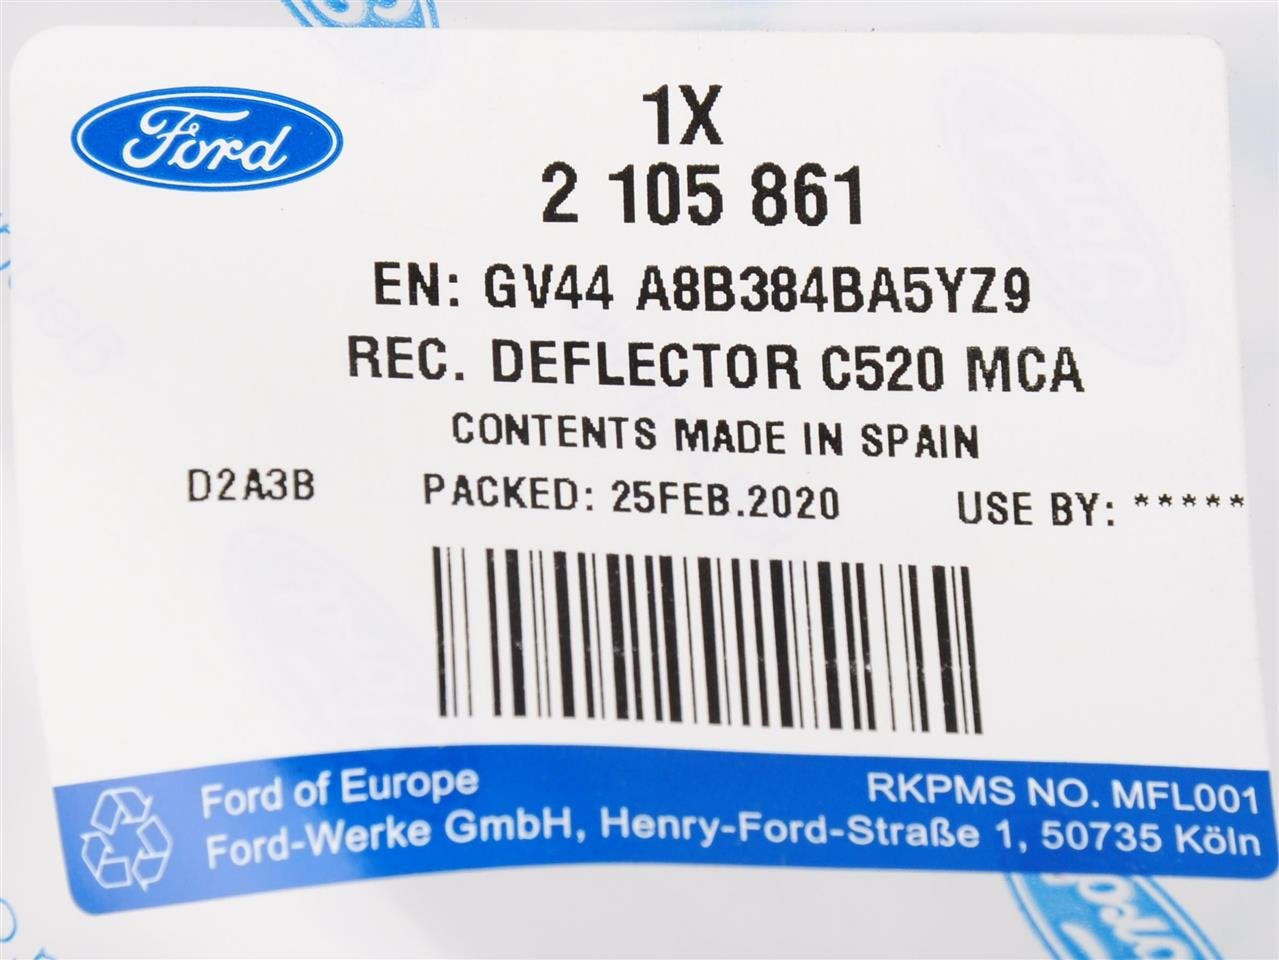 Ford
1X
2 105 861
EN: GV44 A8B384BA5YZ9
REC. DEFLECTOR C520 MCA
CONTENTS MADE IN SPAIN
D2A3B PACKED: 25FEB.2020 USE BY: *****
Ford of Europe RKPMS NO. MFL001
Ford-Werke GmbH, Henry-Ford-Straße 1, 50735 Köln